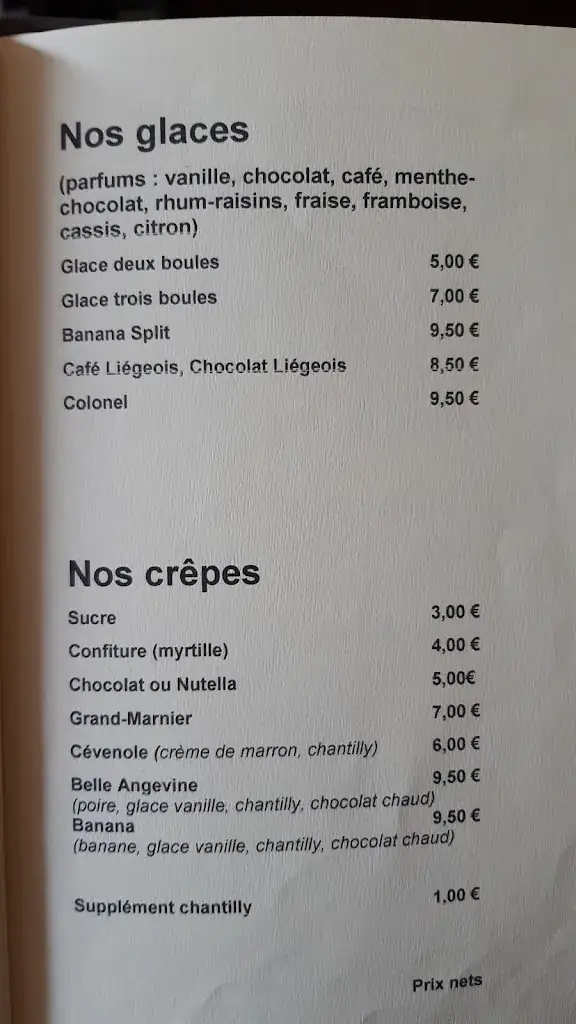 Nos glaces
(parfums : vanille, chocolat, café, menthe-
chocolat, rhum-raisins, fraise, framboise,
cassis, citron)
Glace deux boules 5,00 €
Glace trois boules 7,00 €
Banana Split 9,50 €
Café Liégeois, Chocolat Liégeois 8,50 €
Colonel 9,50 €
Nos crêpes
Sucre 3,00 €
Confiture (myrtille) 4,00 €
Chocolat ou Nutella 5,00€
Grand-Marnier 7,00 €
Cévenole (crème de marron, chantilly) 6,00 €
Belle Angevine 9,50 €
(poire, glace vanille, chantilly, chocolat chaud)
Banana 9,50 €
(banane, glace vanille, chantilly, chocolat chaud)
Supplément chantilly 1,00 €
Prix nets